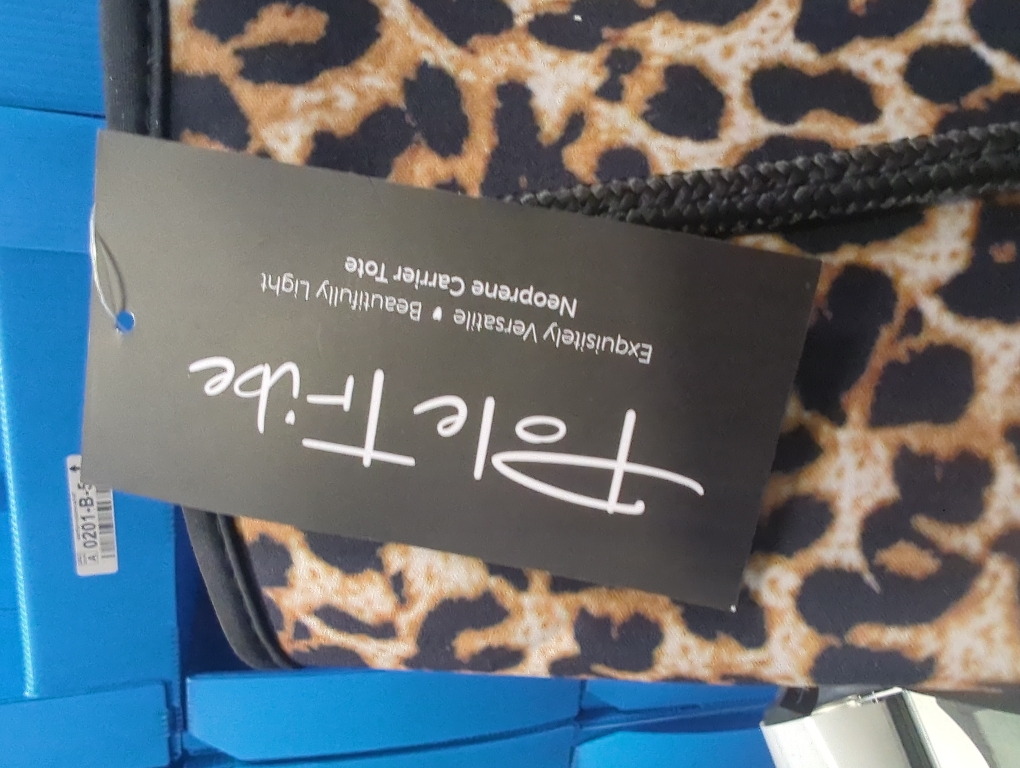 Pole Tribe
Exquisitely Versatile • Beautifully Light
Neoprene Carrier Tote
A 0201-B-5